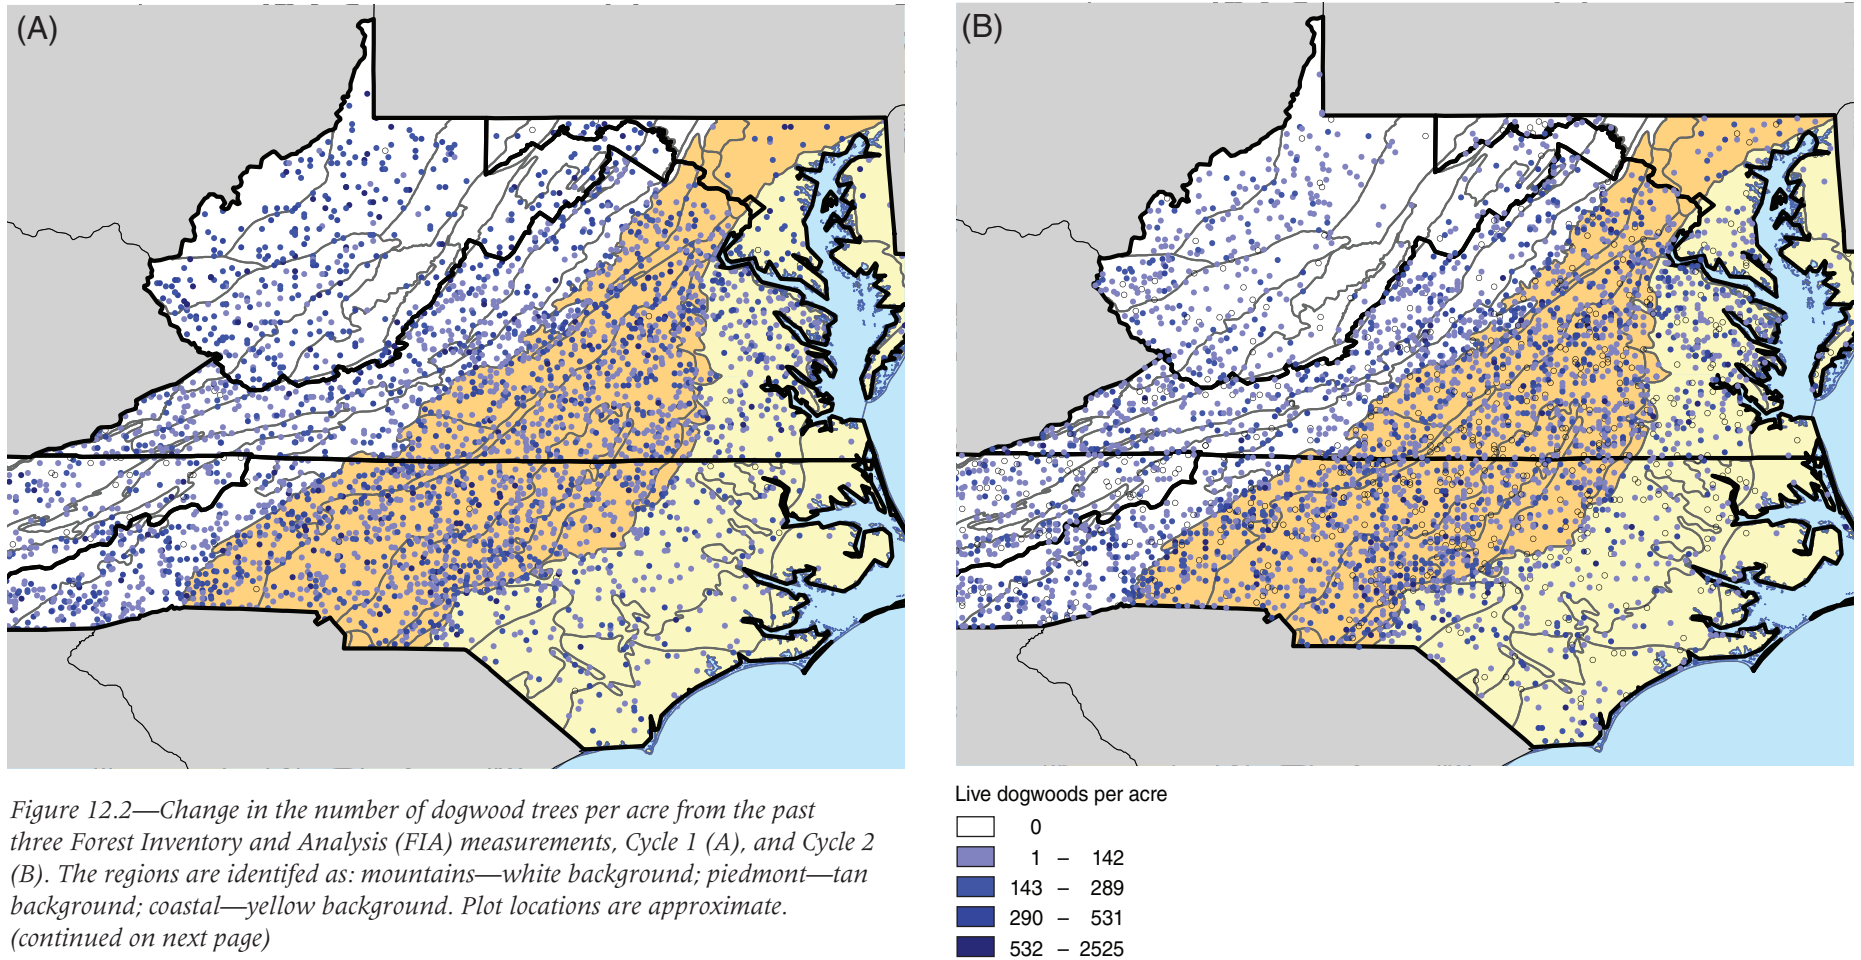 (A)
(B)
Figure 12.2—Change in the number of dogwood trees per acre from the past
three Forest Inventory and Analysis (FIA) measurements, Cycle 1 (A), and Cycle 2
(B). The regions are identifed as: mountains—white background; piedmont—tan
background; coastal—yellow background. Plot locations are approximate.
(continued on next page)
Live dogwoods per acre
0
1 – 142
143 – 289
290 – 531
532 – 2525